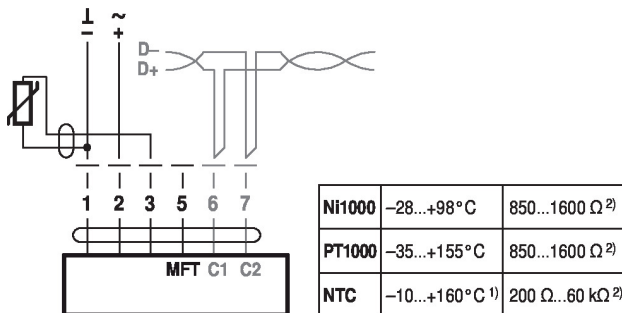 ⊥ ~
– +
D–
D+
1 2 3 5 6 7
MFT C1 C2
Ni1000 –28...+98°C 850...1600 Ω 2)
PT1000 –35...+155°C 850...1600 Ω 2)
NTC –10...+160°C 1) 200 Ω...60 kΩ 2)